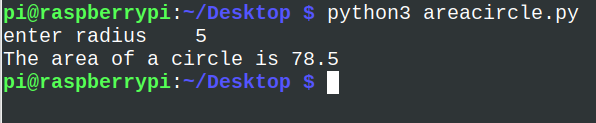 pi@raspberrypi:~/Desktop $ python3 areacircle.py
enter radius    5
The area of a circle is 78.5
pi@raspberrypi:~/Desktop $